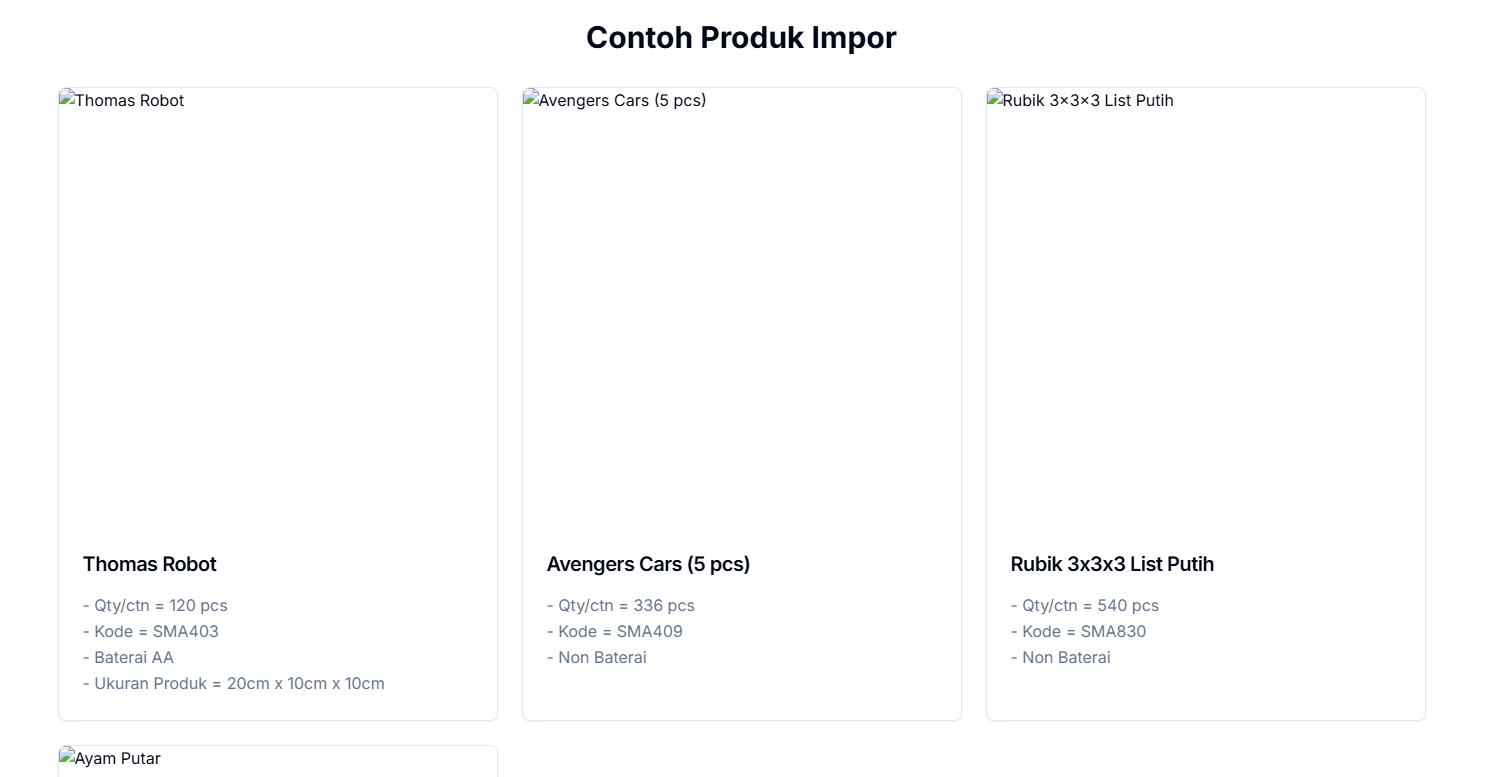 Contoh Produk Impor
Thomas Robot
Avengers Cars (5 pcs)
Rubik 3×3×3 List Putih
Thomas Robot
- Qty/ctn = 120 pcs
- Kode = SMA403
- Baterai AA
- Ukuran Produk = 20cm x 10cm x 10cm
Avengers Cars (5 pcs)
- Qty/ctn = 336 pcs
- Kode = SMA409
- Non Baterai
Rubik 3x3x3 List Putih
- Qty/ctn = 540 pcs
- Kode = SMA830
- Non Baterai
Ayam Putar